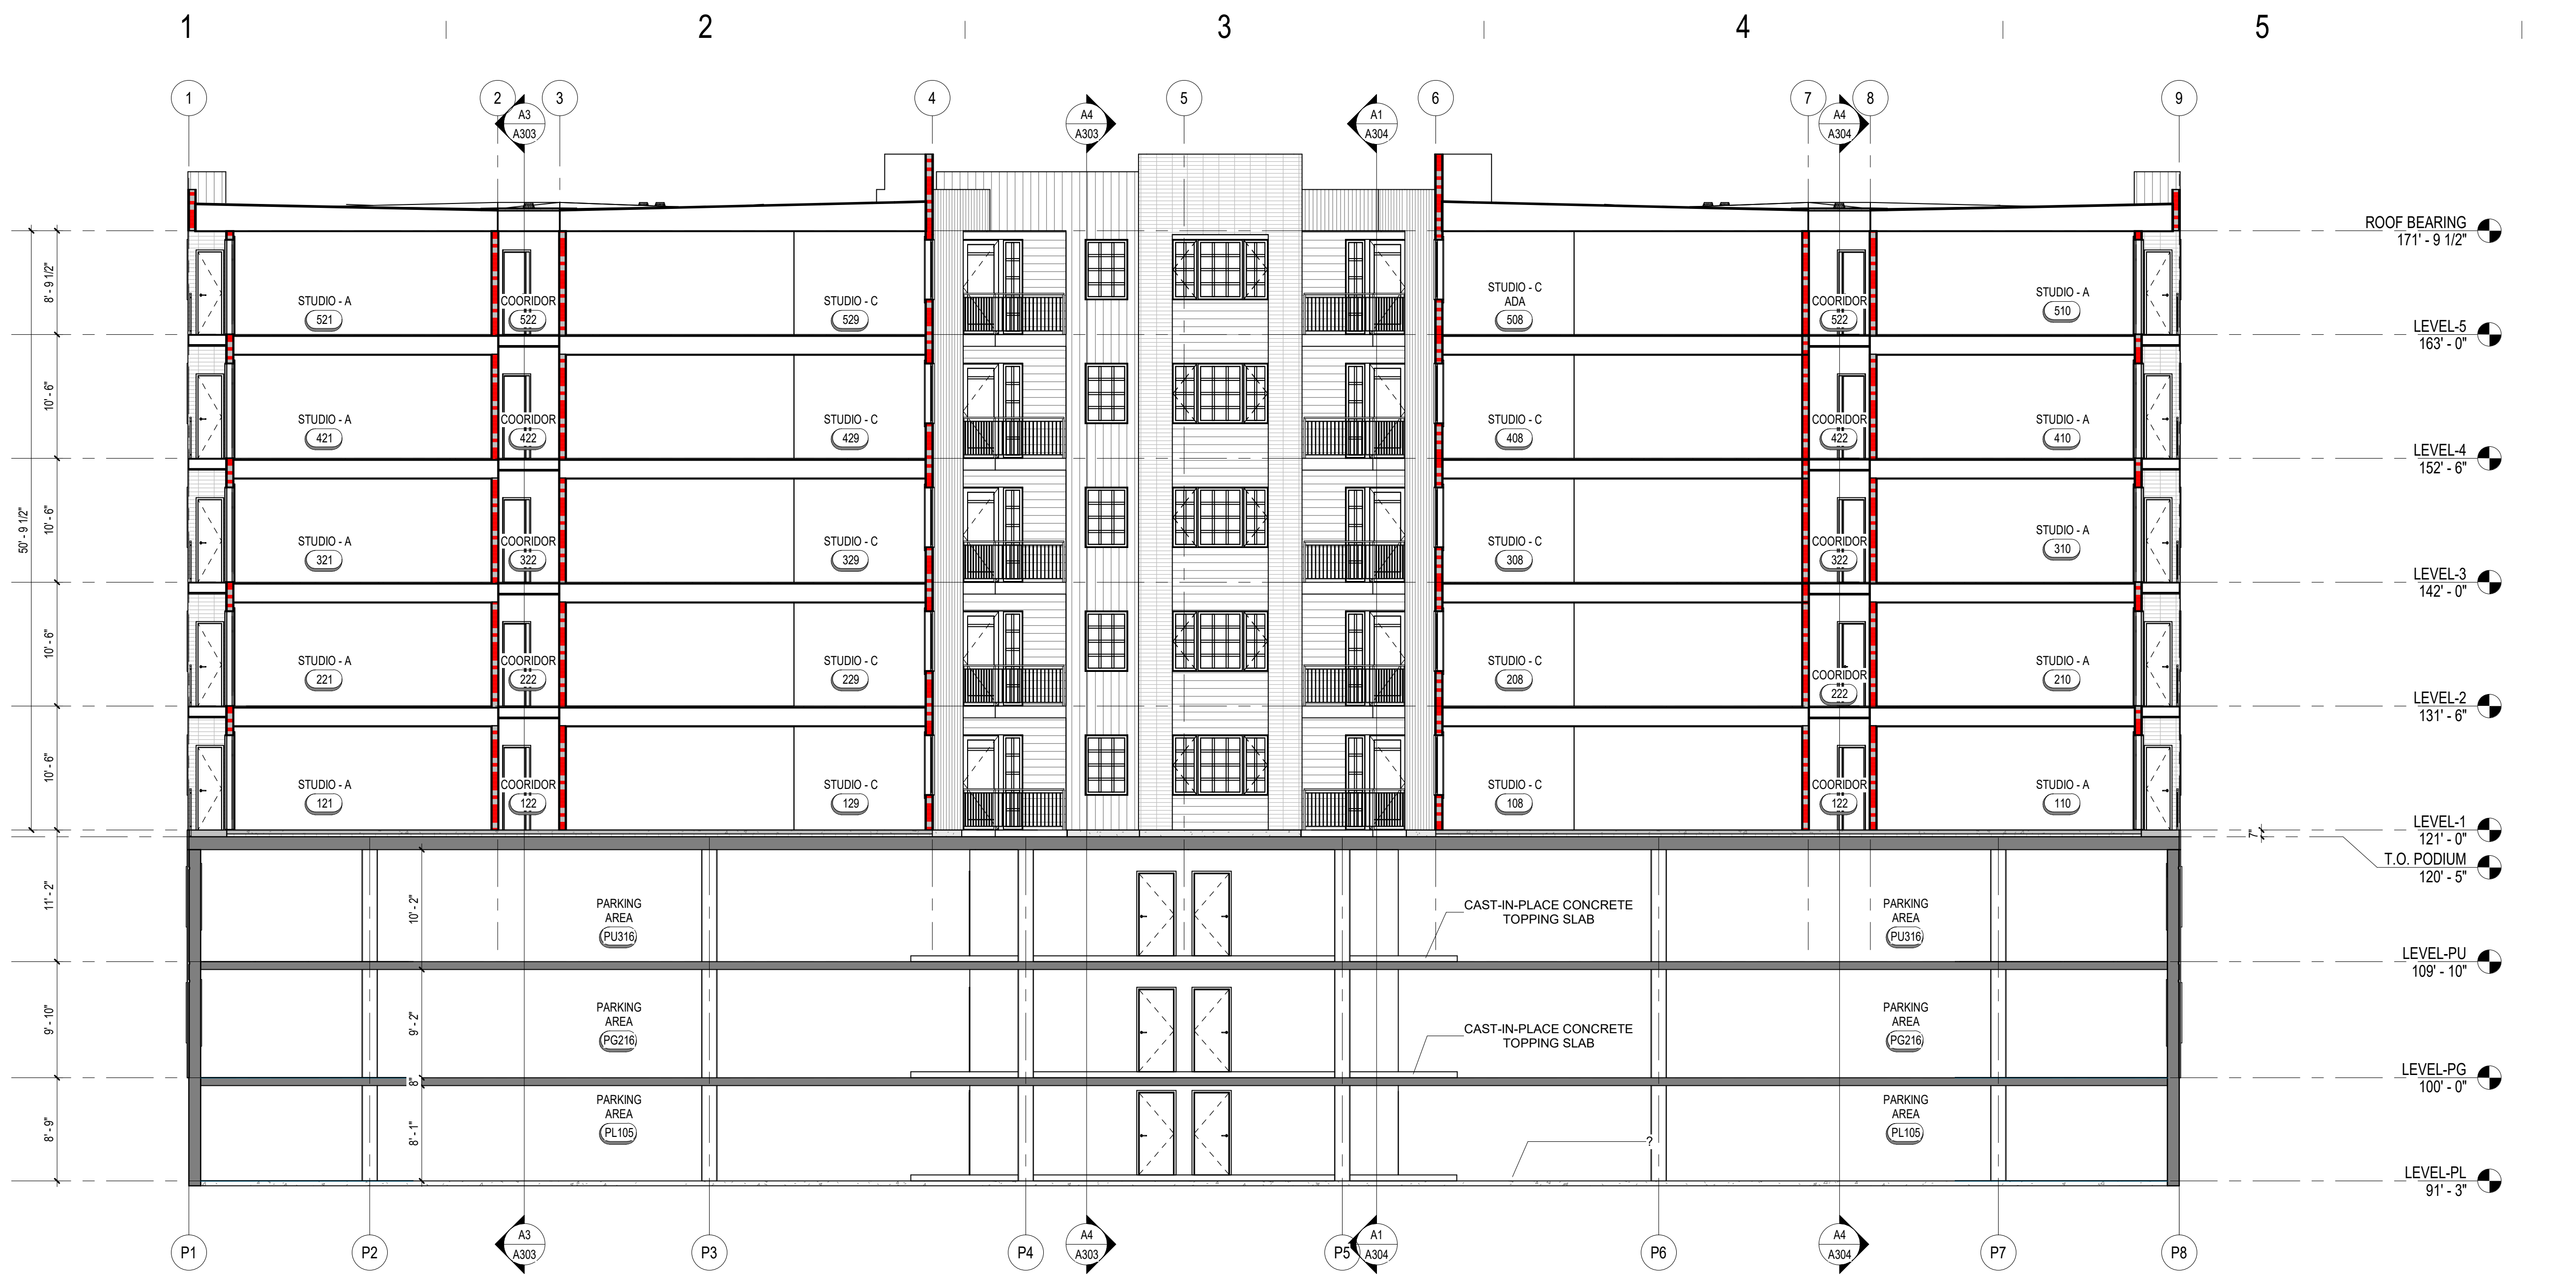 1 2 3 4 5
1 2 3 4 5 6 7 8 9
A3 A4 A1 A4
A303 A303 A304 A304
ROOF BEARING
171' - 9 1/2"
8' - 9 1/2"
STUDIO - A COORIDOR STUDIO - C STUDIO - C COORIDOR STUDIO - A
ADA
521 522 529 508 522 510
LEVEL-5
163' - 0"
10' - 6"
STUDIO - A COORIDOR STUDIO - C STUDIO - C COORIDOR STUDIO - A
421 422 429 408 422 410
LEVEL-4
152' - 6"
50' - 9 1/2"
10' - 6"
STUDIO - A COORIDOR STUDIO - C STUDIO - C COORIDOR STUDIO - A
321 322 329 308 322 310
LEVEL-3
142' - 0"
10' - 6"
STUDIO - A COORIDOR STUDIO - C STUDIO - C COORIDOR STUDIO - A
221 222 229 208 222 210
LEVEL-2
131' - 6"
10' - 6"
STUDIO - A COORIDOR STUDIO - C STUDIO - C COORIDOR STUDIO - A
121 122 129 108 122 110
LEVEL-1
121' - 0"
7"
T.O. PODIUM
120' - 5"
11' - 2"
10' - 2"
PARKING CAST-IN-PLACE CONCRETE PARKING
AREA TOPPING SLAB AREA
PU316 PU316
LEVEL-PU
109' - 10"
9' - 10"
9' - 2"
PARKING PARKING
AREA CAST-IN-PLACE CONCRETE AREA
PG216 TOPPING SLAB PG216
LEVEL-PG
100' - 0"
8"
8' - 9"
8' - 1"
PARKING PARKING
AREA AREA
PL105 PL105
?
LEVEL-PL
91' - 3"
A3 A4 A1 A4
A303 A303 A304 A304
P1 P2 P3 P4 P5 P6 P7 P8